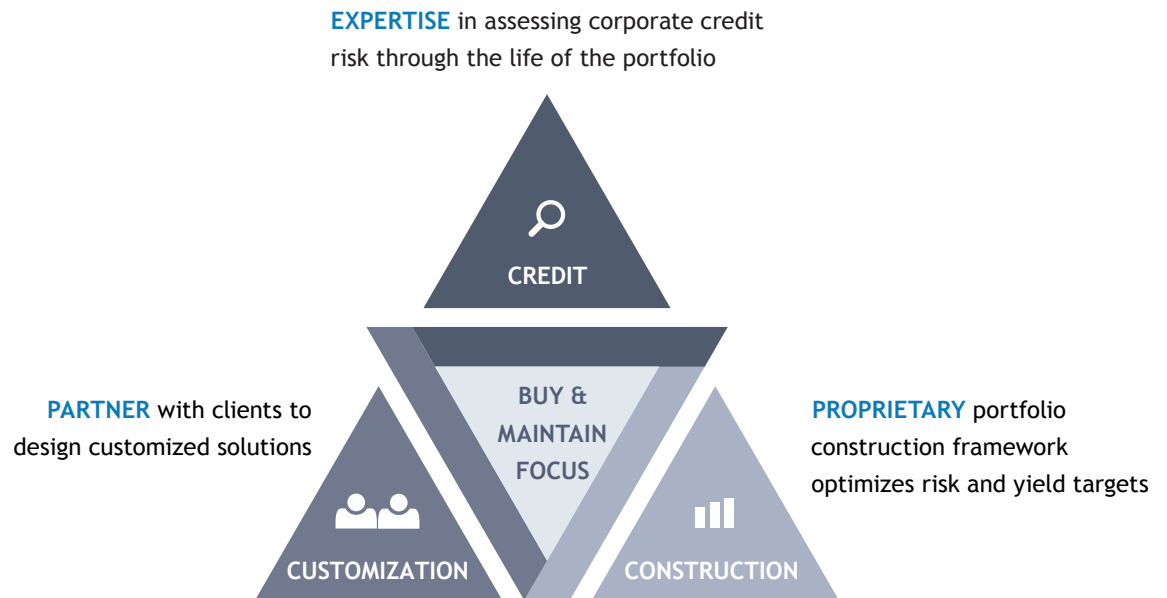 EXPERTISE in assessing corporate credit
risk through the life of the portfolio
CREDIT
BUY &
MAINTAIN
FOCUS
PARTNER with clients to
design customized solutions
PROPRIETARY portfolio
construction framework
optimizes risk and yield targets
CUSTOMIZATION
CONSTRUCTION